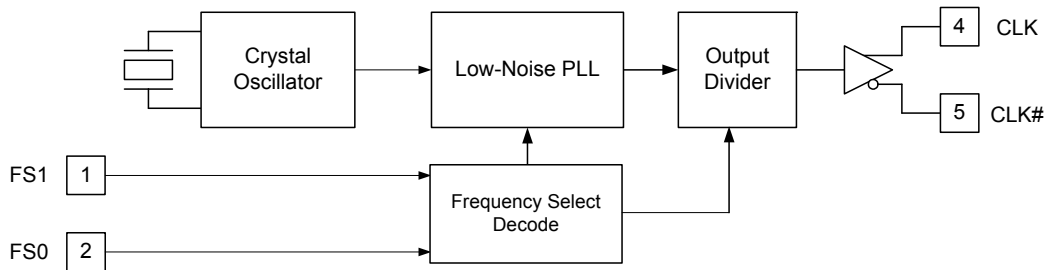 Crystal
Oscillator
Low-Noise PLL
Output
Divider
4 CLK
5 CLK#
FS1 1
Frequency Select
Decode
FS0 2